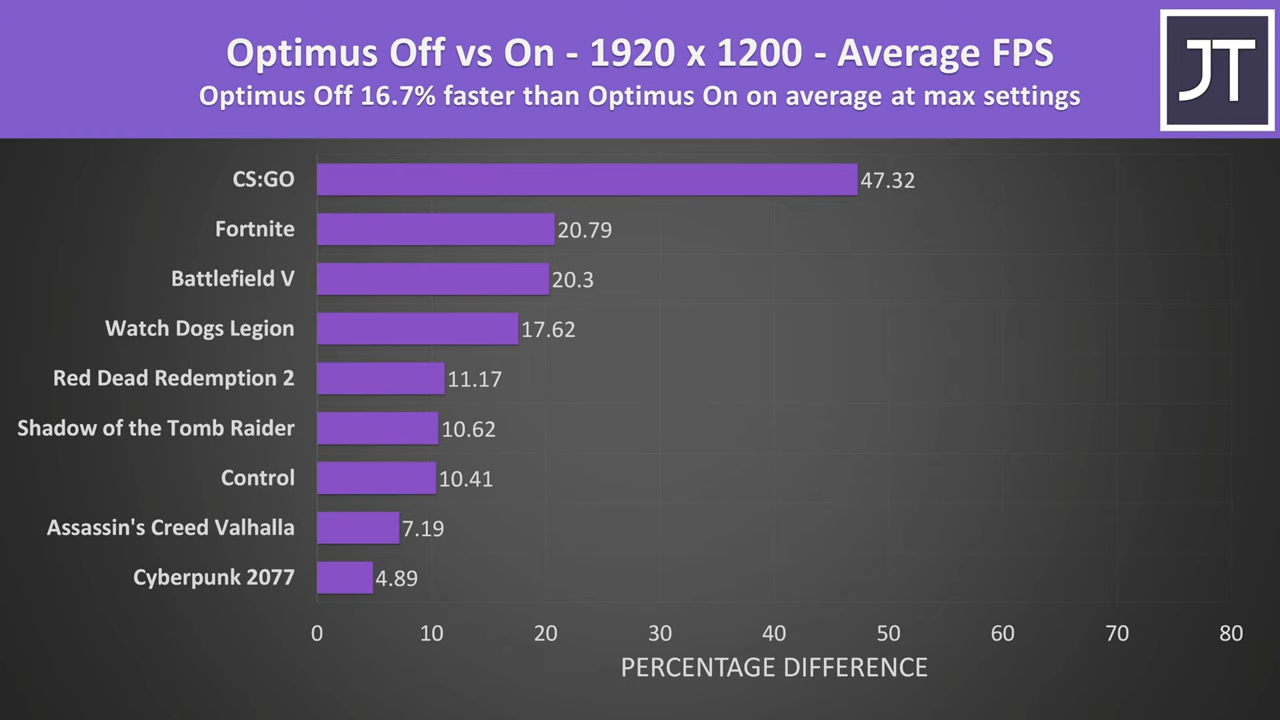 Optimus Off vs On - 1920 x 1200 - Average FPS
Optimus Off 16.7% faster than Optimus On on average at max settings
JT
CS:GO 47.32
Fortnite 20.79
Battlefield V 20.3
Watch Dogs Legion 17.62
Red Dead Redemption 2 11.17
Shadow of the Tomb Raider 10.62
Control 10.41
Assassin's Creed Valhalla 7.19
Cyberpunk 2077 4.89
0 10 20 30 40 50 60 70 80
PERCENTAGE DIFFERENCE